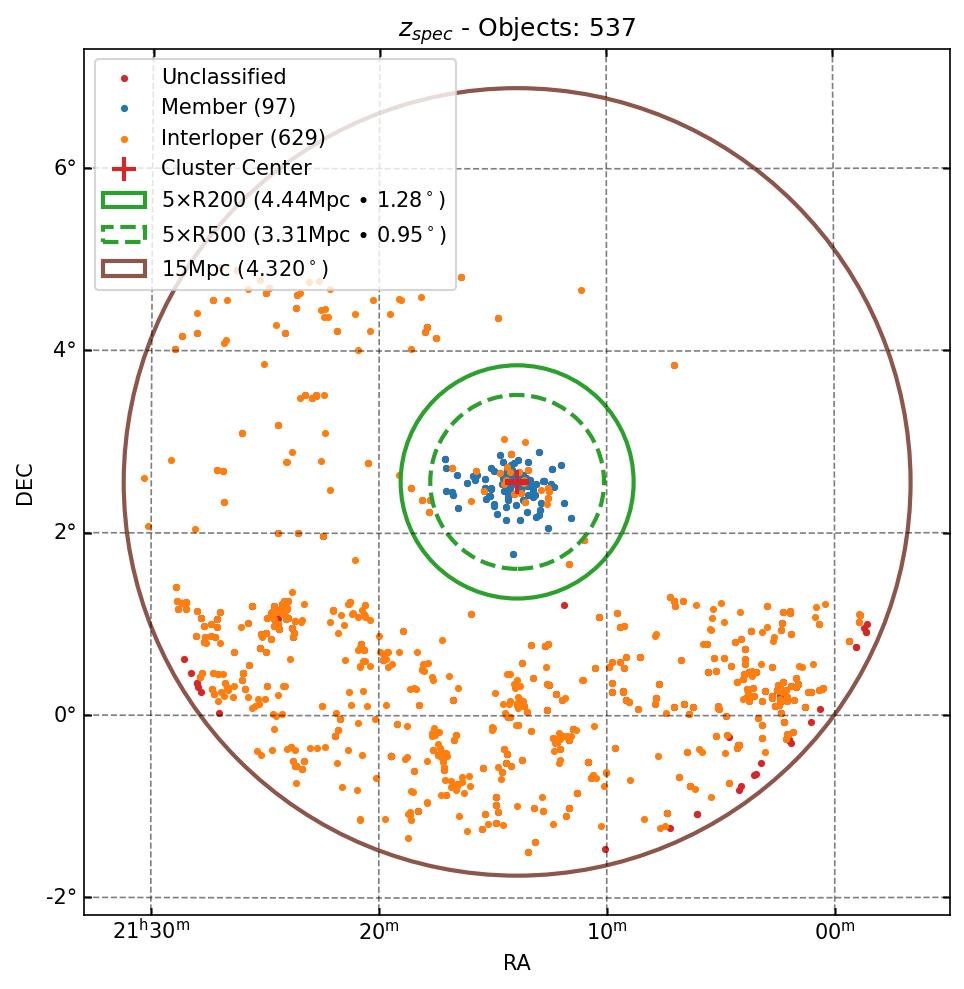 z_spec - Objects: 537
Unclassified
Member (97)
Interloper (629)
Cluster Center
5×R200 (4.44Mpc • 1.28°)
5×R500 (3.31Mpc • 0.95°)
15Mpc (4.320°)
6°
4°
2°
0°
-2°
DEC
21ʰ30ᵐ 20ᵐ 10ᵐ 00ᵐ
RA